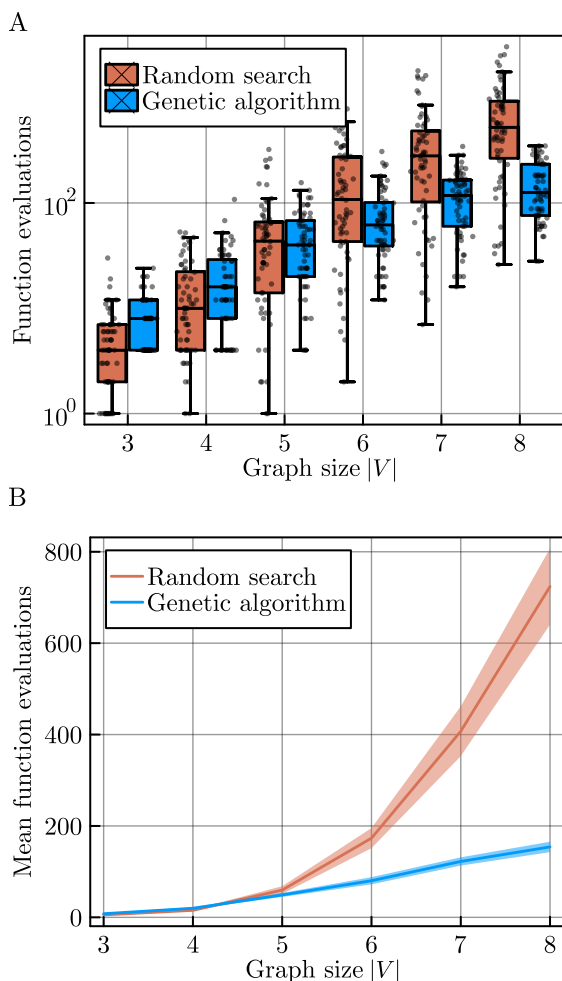 A
Function evaluations
10^2
10^0
Random search
Genetic algorithm
3 4 5 6 7 8
Graph size |V|
B
Mean function evaluations
800
600
400
200
0
Random search
Genetic algorithm
3 4 5 6 7 8
Graph size |V|